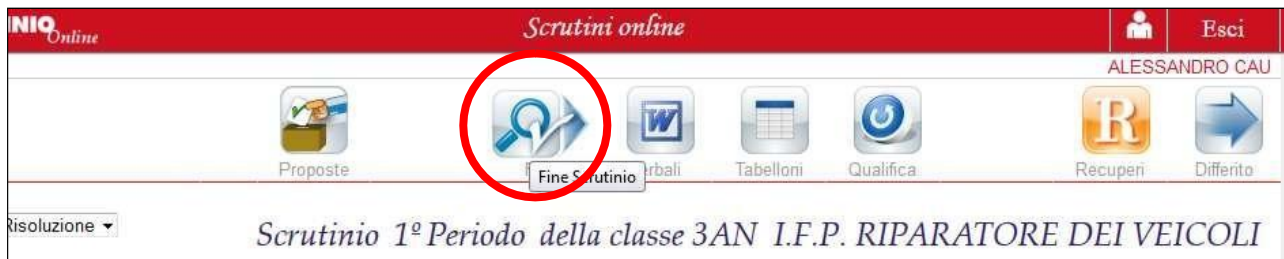 NIO Online Scrutini online Esci
ALESSANDRO CAU
W R
Proposte F Verbali Tabelloni Qualifica Recuperi Differito
Fine Scrutinio
Risoluzione
Scrutinio 1º Periodo della classe 3AN I.F.P. RIPARATORE DEI VEICOLI